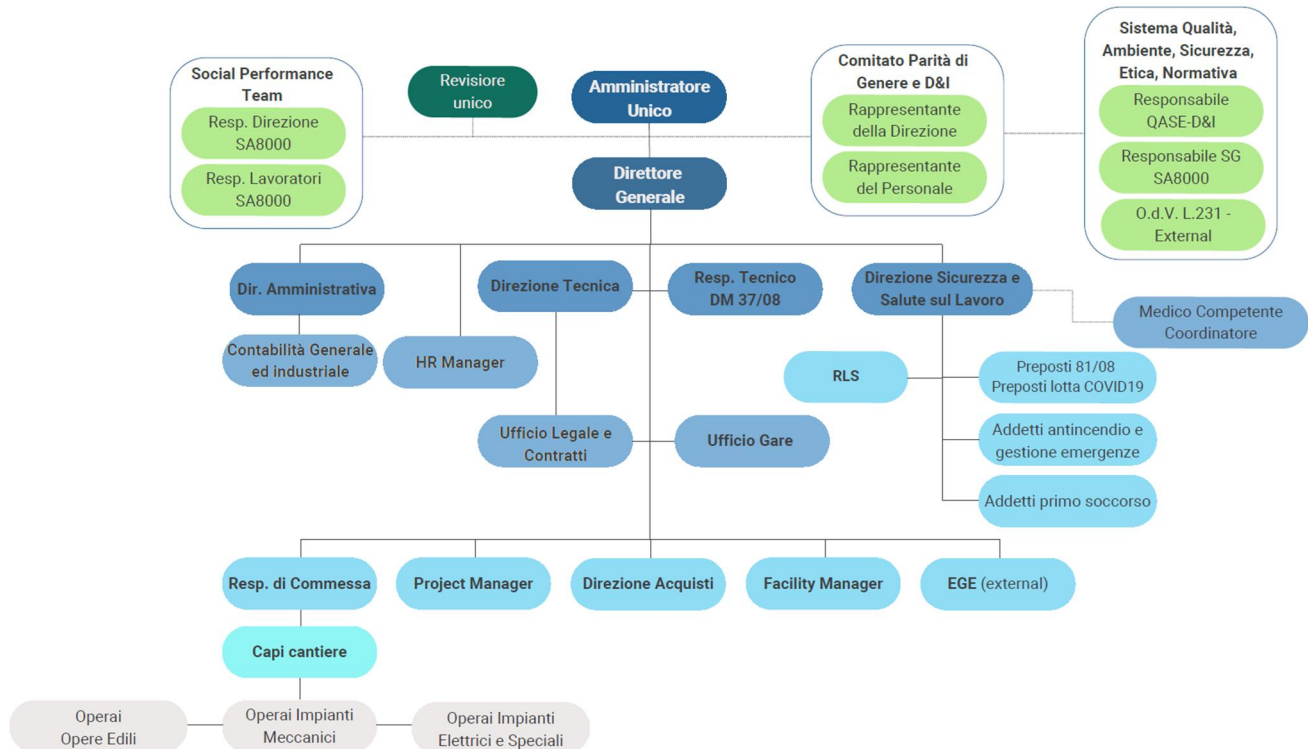 Social Performance
Team
Resp. Direzione
SA8000
Resp. Lavoratori
SA8000
Revisiore
unico
Amministratore
Unico
Direttore
Generale
Comitato Parità di
Genere e D&I
Rappresentante
della Direzione
Rappresentante
del Personale
Sistema Qualità,
Ambiente, Sicurezza,
Etica, Normativa
Responsabile
QASE-D&I
Responsabile SG
SA8000
O.d.V. L.231 -
External
Dir. Amministrativa
Contabilità Generale
ed industriale
HR Manager
Direzione Tecnica
Resp. Tecnico
DM 37/08
Direzione Sicurezza e
Salute sul Lavoro
Medico Competente
Coordinatore
RLS
Preposti 81/08
Preposti lotta COVID19
Addetti antincendio e
gestione emergenze
Addetti primo soccorso
Ufficio Legale e
Contratti
Ufficio Gare
Resp. di Commessa
Project Manager
Direzione Acquisti
Facility Manager
EGE (external)
Capi cantiere
Operai
Opere Edili
Operai Impianti
Meccanici
Operai Impianti
Elettrici e Speciali